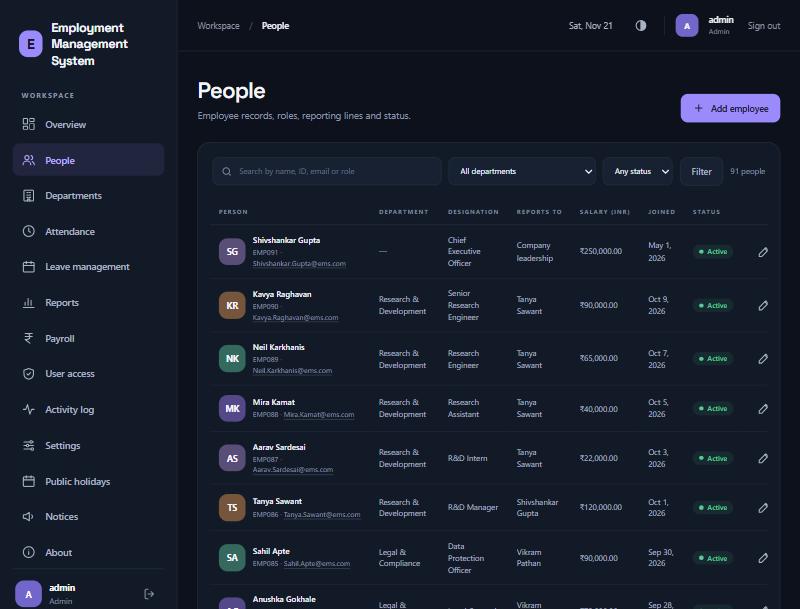 E
Employment
Management
System
WORKSPACE
Overview
People
Departments
Attendance
Leave management
Reports
Payroll
User access
Activity log
Settings
Public holidays
Notices
About
A
admin
Admin
Workspace / People
Sat, Nov 21
A
admin
Admin
Sign out
People
Employee records, roles, reporting lines and status.
+ Add employee
Search by name, ID, email or role
All departments
Any status
Filter
91 people
PERSON DEPARTMENT DESIGNATION REPORTS TO SALARY (INR) JOINED STATUS
SG
Shivshankar Gupta
EMP091 ·
Shivshankar.Gupta@ems.com
—
Chief
Executive
Officer
Company
leadership
₹250,000.00
May 1,
2026
Active
KR
Kavya Raghavan
EMP090 ·
Kavya.Raghavan@ems.com
Research &
Development
Senior
Research
Engineer
Tanya
Sawant
₹90,000.00
Oct 9,
2026
Active
NK
Neil Karkhanis
EMP089 ·
Neil.Karkhanis@ems.com
Research &
Development
Research
Engineer
Tanya
Sawant
₹65,000.00
Oct 7,
2026
Active
MK
Mira Kamat
EMP088 · Mira.Kamat@ems.com
Research &
Development
Research
Assistant
Tanya
Sawant
₹40,000.00
Oct 5,
2026
Active
AS
Aarav Sardesai
EMP087 ·
Aarav.Sardesai@ems.com
Research &
Development
R&D Intern
Tanya
Sawant
₹22,000.00
Oct 3,
2026
Active
TS
Tanya Sawant
EMP086 · Tanya.Sawant@ems.com
Research &
Development
R&D Manager
Shivshankar
Gupta
₹120,000.00
Oct 1,
2026
Active
SA
Sahil Apte
EMP085 · Sahil.Apte@ems.com
Legal &
Compliance
Data
Protection
Officer
Vikram
Pathan
₹90,000.00
Sep 30,
2026
Active
Anushka Gokhale
Legal &
Vikram
Sep 28,